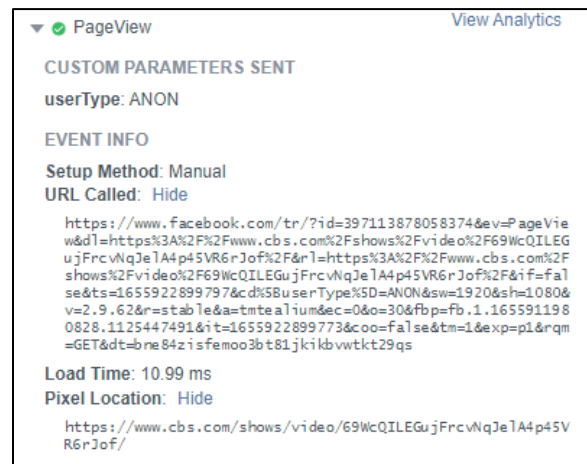 PageView
View Analytics
CUSTOM PARAMETERS SENT
userType: ANON
EVENT INFO
Setup Method: Manual
URL Called: Hide
https://www.facebook.com/tr/?id=397113878058374&ev=PageVie
w&dl=https%3A%2F%2Fwww.cbs.com%2Fshows%2Fvideo%2F69WcQILEG
ujFrcvNqJelA4p45VR6rJof%2F&rl=https%3A%2F%2Fwww.cbs.com%2F
shows%2Fvideo%2F69WcQILEGujFrcvNqJelA4p45VR6rJof%2F&if=fal
se&ts=1655922899797&cd%5BuserType%5D=ANON&sw=1920&sh=1080&
v=2.9.62&r=stable&a=tmtealium&ec=0&o=30&fbp=fb.1.165591198
0828.1125447491&it=1655922899773&coo=false&tm=1&exp=p1&rqm
=GET&dt=bne84zisfemoo3bt81jkikbvwtkt29qs
Load Time: 10.99 ms
Pixel Location: Hide
https://www.cbs.com/shows/video/69WcQILEGujFrcvNqJelA4p45V
R6rJof/